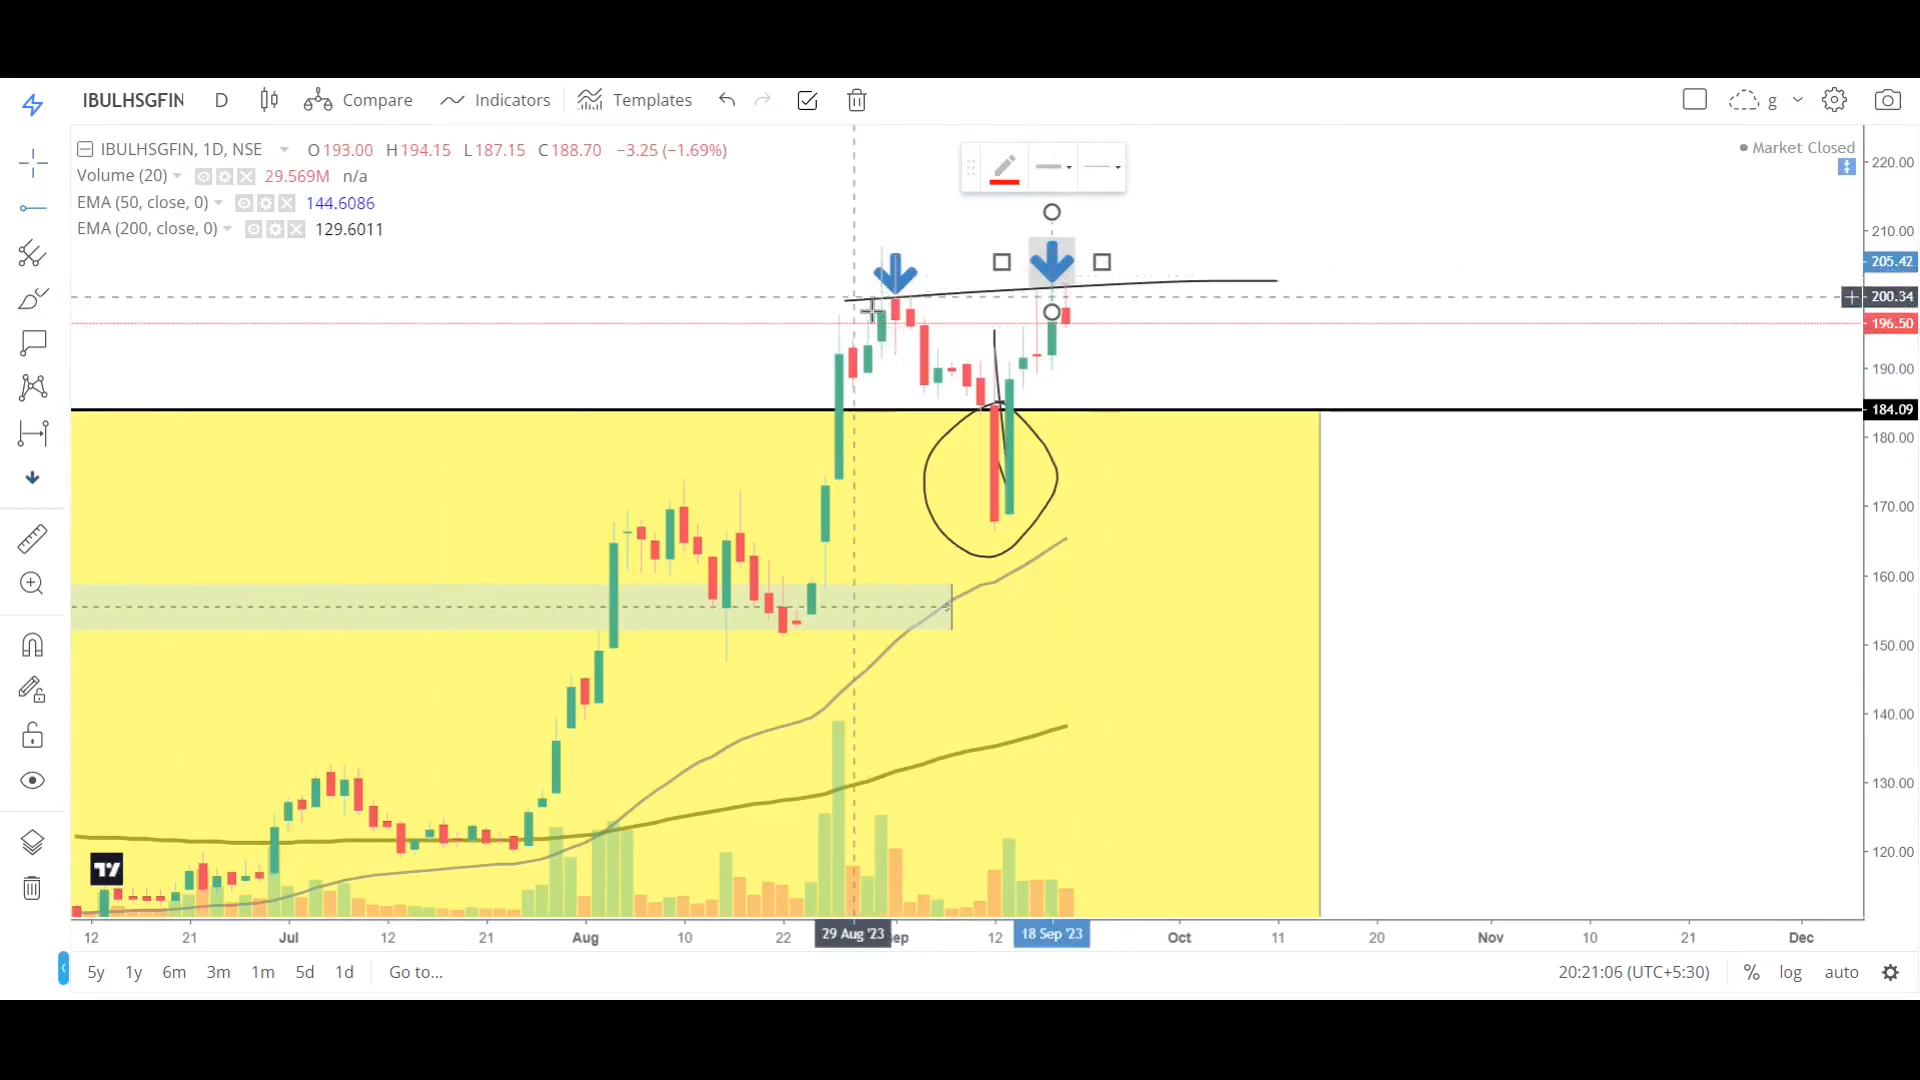 IBULHSGFIN D Compare Indicators Templates g
IBULHSGFIN, 1D, NSE O193.00 H194.15 L187.15 C188.70 −3.25 (−1.69%)
Market Closed
Volume (20) 29.569M n/a
EMA (50, close, 0) 144.6086
EMA (200, close, 0) 129.6011
220.00
210.00
205.42
200.34
196.50
190.00
184.09
180.00
170.00
160.00
150.00
140.00
130.00
120.00
12 21 Jul 12 21 Aug 10 22 29 Aug '23 ep 12 18 Sep '23 Oct 11 20 Nov 10 21 Dec
5y 1y 6m 3m 1m 5d 1d Go to... 20:21:06 (UTC+5:30) % log auto